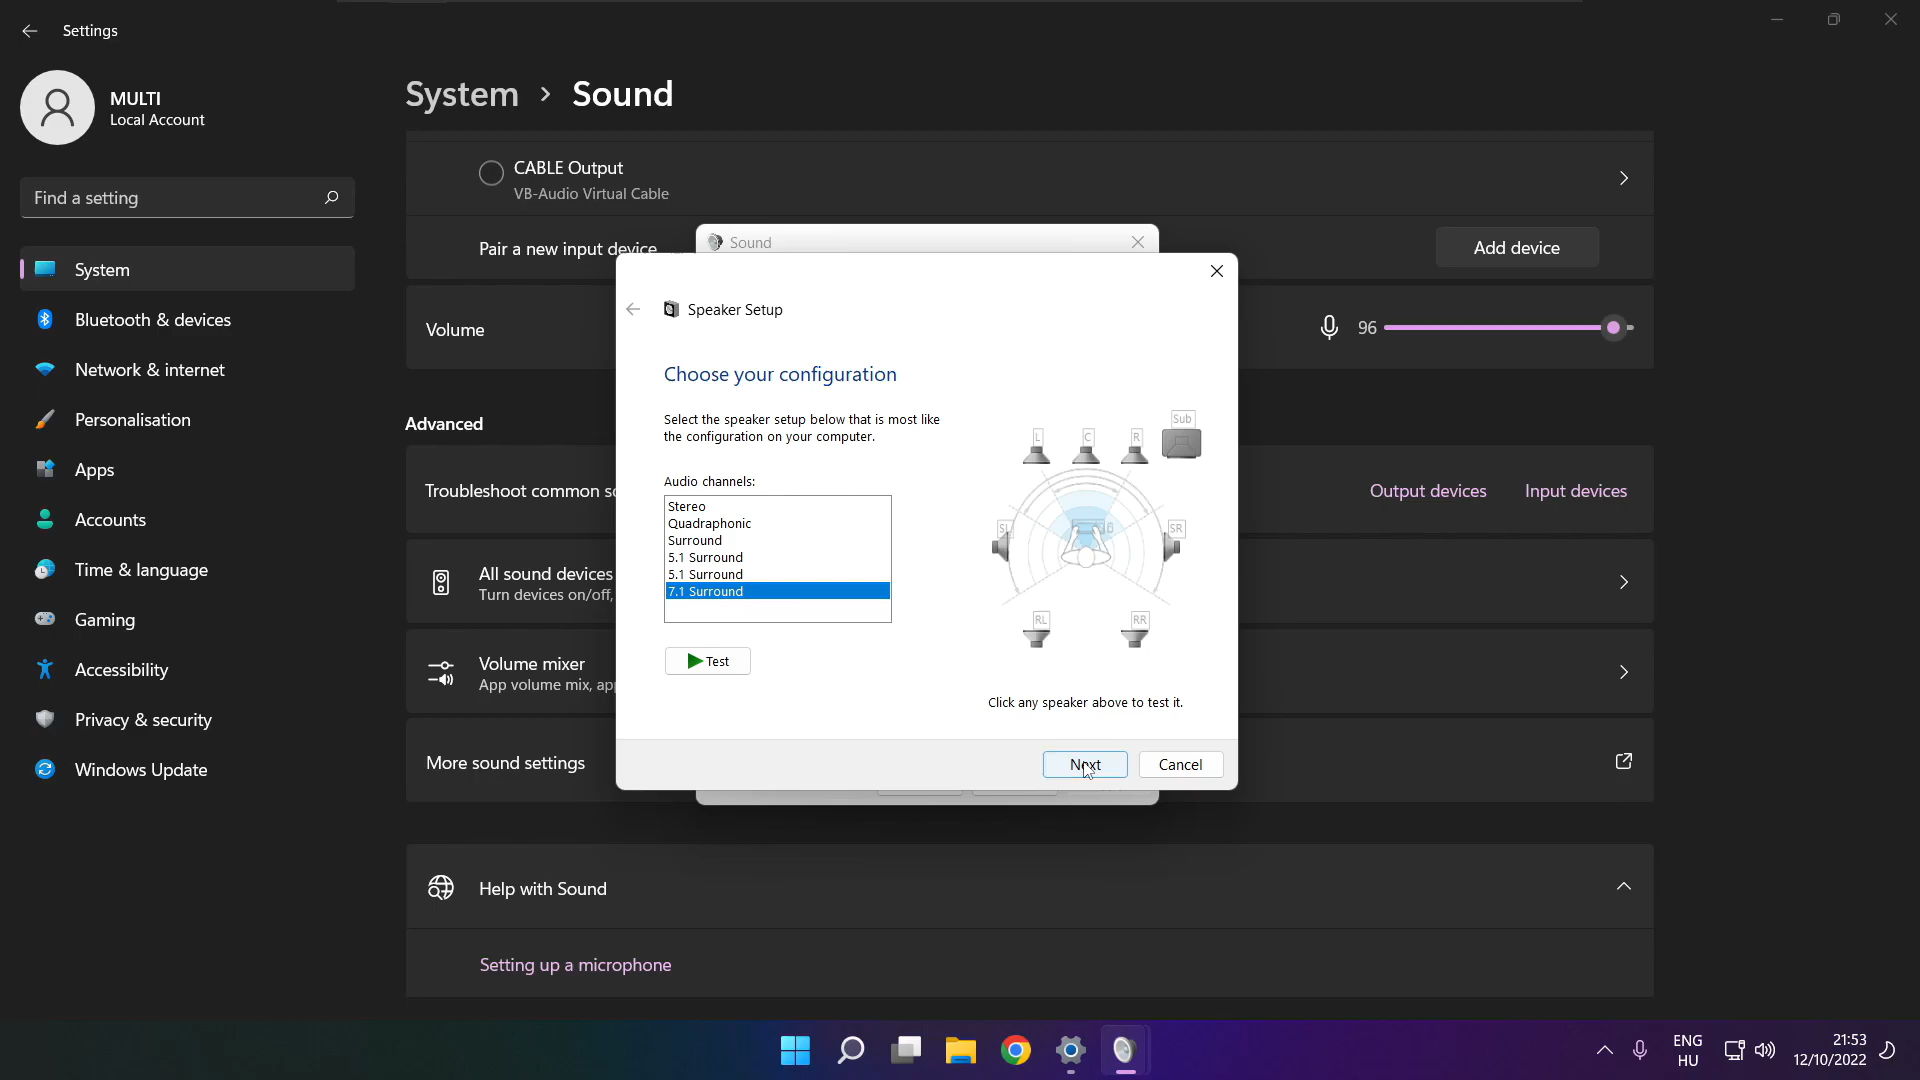 Settings
MULTI
Local Account
Find a setting
System
Bluetooth & devices
Network & internet
Personalisation
Apps
Accounts
Time & language
Gaming
Accessibility
Privacy & security
Windows Update
System > Sound
CABLE Output
VB-Audio Virtual Cable
Pair a new input device
Add device
Volume
96
Advanced
Troubleshoot common so
Output devices
Input devices
All sound devices
Turn devices on/off,
Volume mixer
App volume mix, app
More sound settings
Help with Sound
Setting up a microphone
Sound
Speaker Setup
Choose your configuration
Select the speaker setup below that is most like
the configuration on your computer.
Audio channels:
Stereo
Quadraphonic
Surround
5.1 Surround
5.1 Surround
7.1 Surround
Test
L
C
R
Sub
SL
SR
RL
RR
Click any speaker above to test it.
Next
Cancel
ENG
HU
21:53
12/10/2022